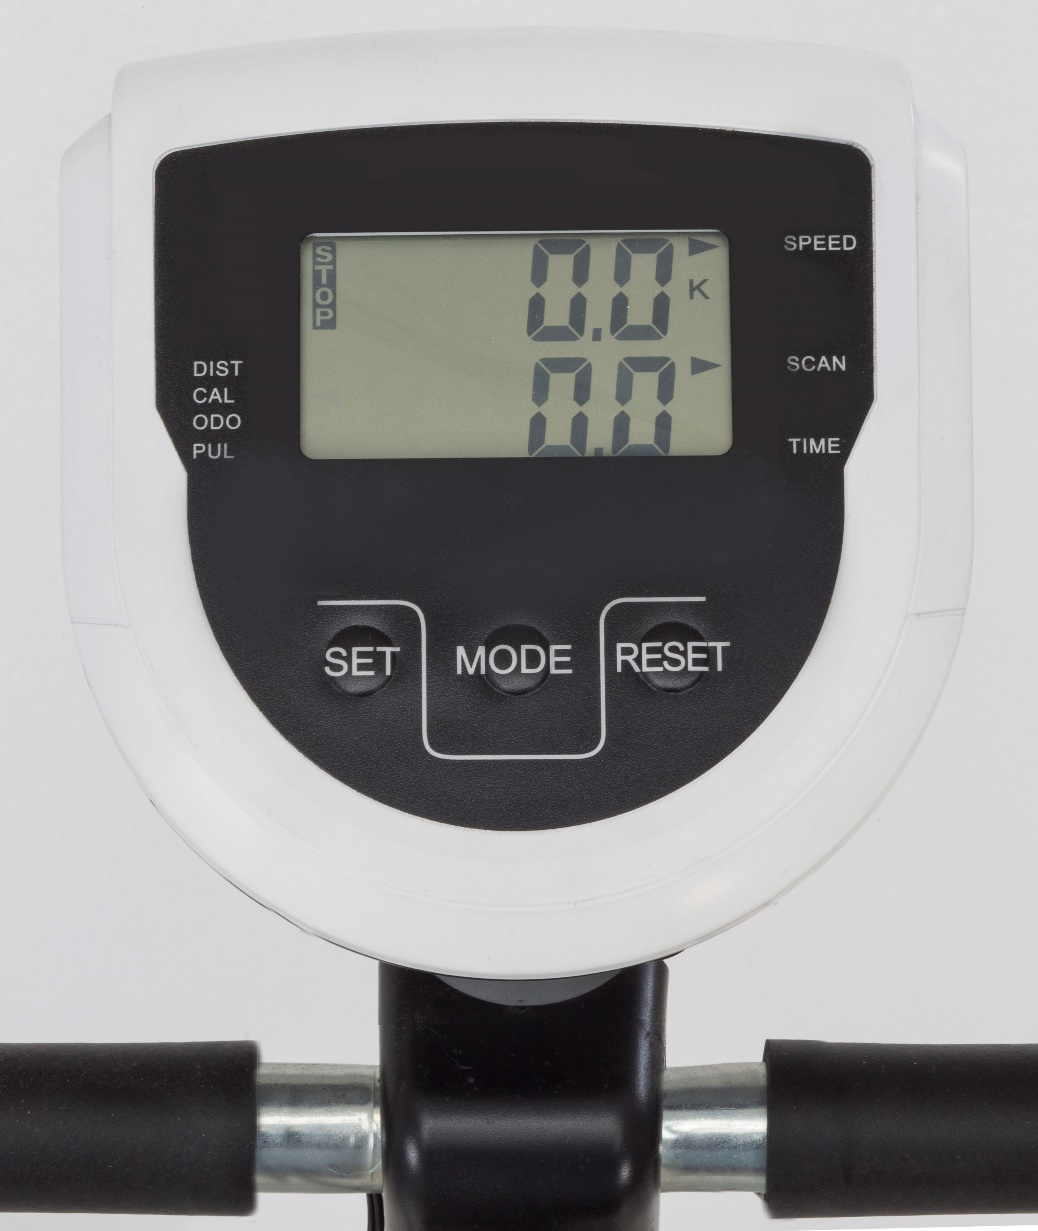 STOP
0.0
K
0.0
SPEED
SCAN
TIME
DIST
CAL
ODO
PUL
SET MODE RESET